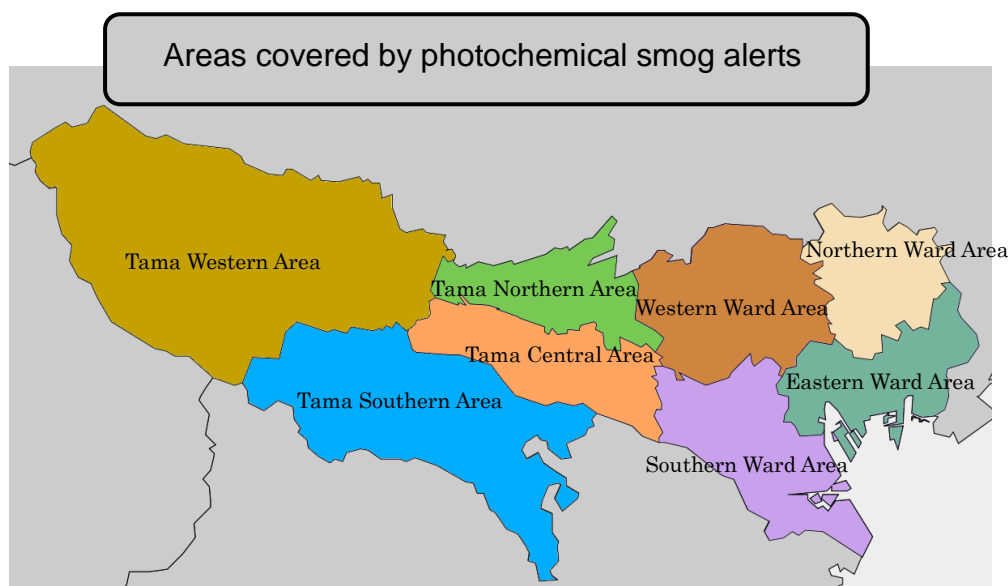 Areas covered by photochemical smog alerts
Northern Ward Area
Tama Western Area
Tama Northern Area
Western Ward Area
Tama Central Area
Eastern Ward Area
Tama Southern Area
Southern Ward Area